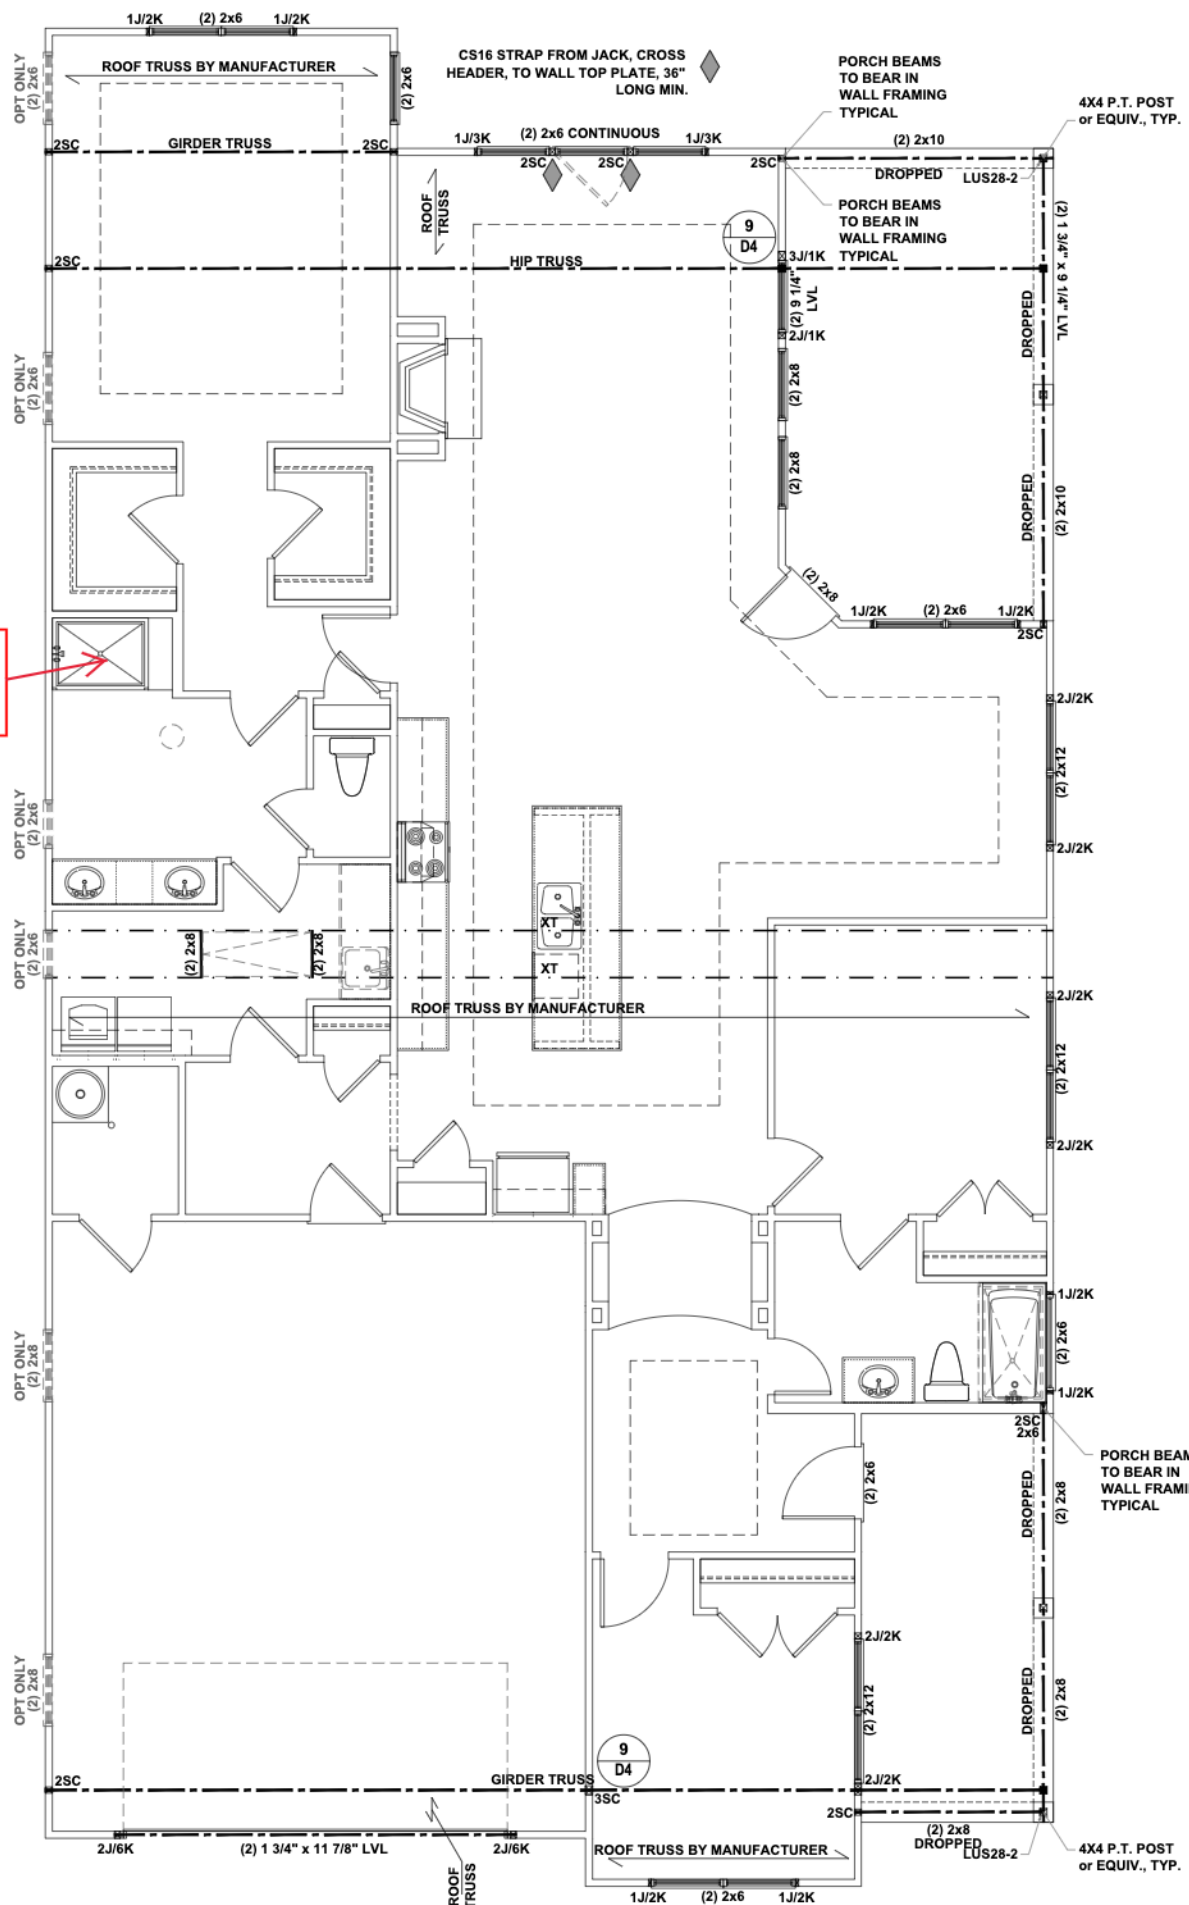 1J/2K
(2) 2x6
1J/2K
OPT ONLY
(2) 2x6
ROOF TRUSS BY MANUFACTURER
(2) 2x6
CS16 STRAP FROM JACK, CROSS
HEADER, TO WALL TOP PLATE, 36"
LONG MIN.
PORCH BEAMS
TO BEAR IN
WALL FRAMING
TYPICAL
4X4 P.T. POST
or EQUIV., TYP.
2SC
GIRDER TRUSS
2SC
1J/3K
(2) 2x6 CONTINUOUS
1J/3K
2SC
2SC
2SC
(2) 2x10
DROPPED
LUS28-2
ROOF
TRUSS
PORCH BEAMS
TO BEAR IN
WALL FRAMING
TYPICAL
9
D4
(2) 1 3/4" x 9 1/4" LVL
2SC
HIP TRUSS
3J/1K
(2) 9 1/4"
LVL
2J/1K
DROPPED
OPT ONLY
(2) 2x6
(2) 2x8
(2) 2x8
DROPPED
(2) 2x10
(2) 2x8
1J/2K
(2) 2x6
1J/2K
2SC
2J/2K
(2) 2x12
2J/2K
OPT ONLY
(2) 2x6
OPT ONLY
(2) 2x6
(2) 2x8
(2) 2x8
XT
XT
ROOF TRUSS BY MANUFACTURER
2J/2K
(2) 2x12
2J/2K
1J/2K
(2) 2x6
1J/2K
OPT ONLY
(2) 2x8
2SC
2x6
PORCH BEAM
TO BEAR IN
WALL FRAMI
TYPICAL
(2) 2x6
DROPPED
(2) 2x8
OPT ONLY
(2) 2x8
2J/2K
(2) 2x12
2J/2K
DROPPED
(2) 2x8
9
D4
2SC
GIRDER TRUSS
3SC
2SC
(2) 2x8
DROPPED
LUS28-2
4X4 P.T. POST
or EQUIV., TYP.
2J/6K
(2) 1 3/4" x 11 7/8" LVL
2J/6K
ROOF
TRUSS
ROOF TRUSS BY MANUFACTURER
1J/2K
(2) 2x6
1J/2K